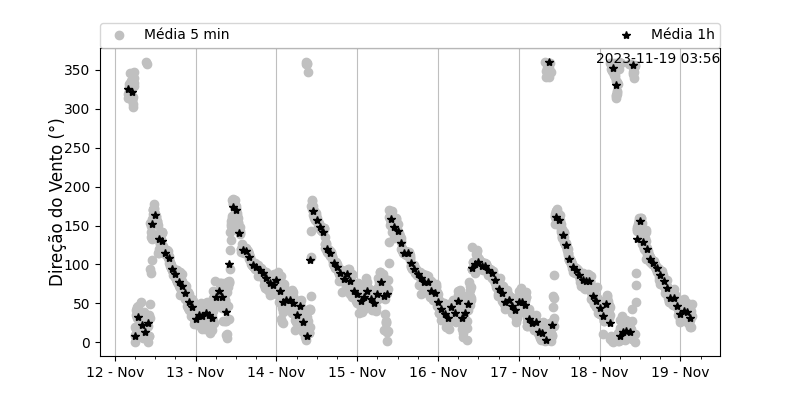 Média 5 min
Média 1h
2023-11-19 03:56
Direção do Vento (°)
350
300
250
200
150
100
50
0
12 - Nov
13 - Nov
14 - Nov
15 - Nov
16 - Nov
17 - Nov
18 - Nov
19 - Nov